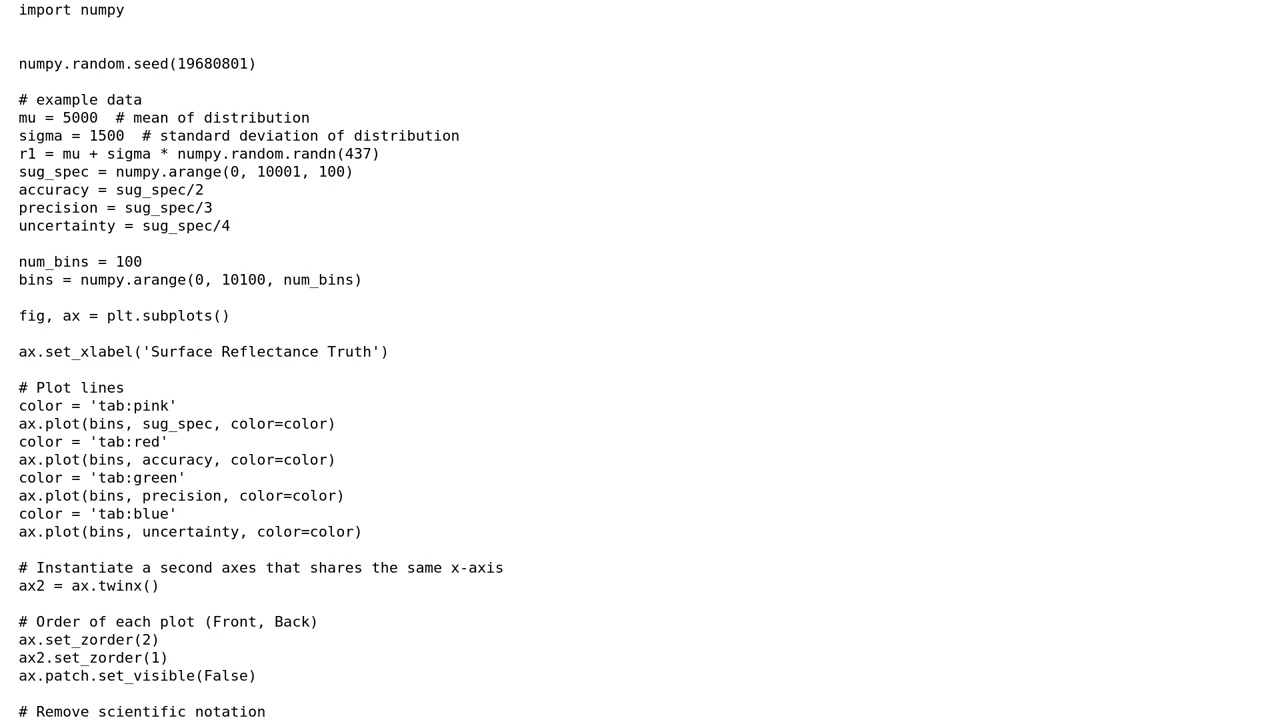 import numpy
numpy.random.seed(19680801)
# example data
mu = 5000  # mean of distribution
sigma = 1500  # standard deviation of distribution
r1 = mu + sigma * numpy.random.randn(437)
sug_spec = numpy.arange(0, 10001, 100)
accuracy = sug_spec/2
precision = sug_spec/3
uncertainty = sug_spec/4
num_bins = 100
bins = numpy.arange(0, 10100, num_bins)
fig, ax = plt.subplots()
ax.set_xlabel('Surface Reflectance Truth')
# Plot lines
color = 'tab:pink'
ax.plot(bins, sug_spec, color=color)
color = 'tab:red'
ax.plot(bins, accuracy, color=color)
color = 'tab:green'
ax.plot(bins, precision, color=color)
color = 'tab:blue'
ax.plot(bins, uncertainty, color=color)
# Instantiate a second axes that shares the same x-axis
ax2 = ax.twinx()
# Order of each plot (Front, Back)
ax.set_zorder(2)
ax2.set_zorder(1)
ax.patch.set_visible(False)
# Remove scientific notation